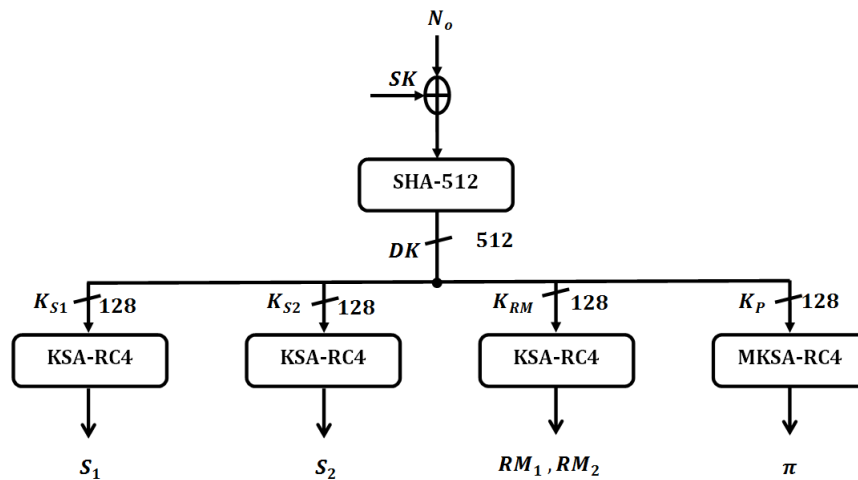 N_o
SK
SHA-512
DK 512
K_S1 128 K_S2 128 K_RM 128 K_P 128
KSA-RC4 KSA-RC4 KSA-RC4 MKSA-RC4
S_1 S_2 RM_1 , RM_2 π